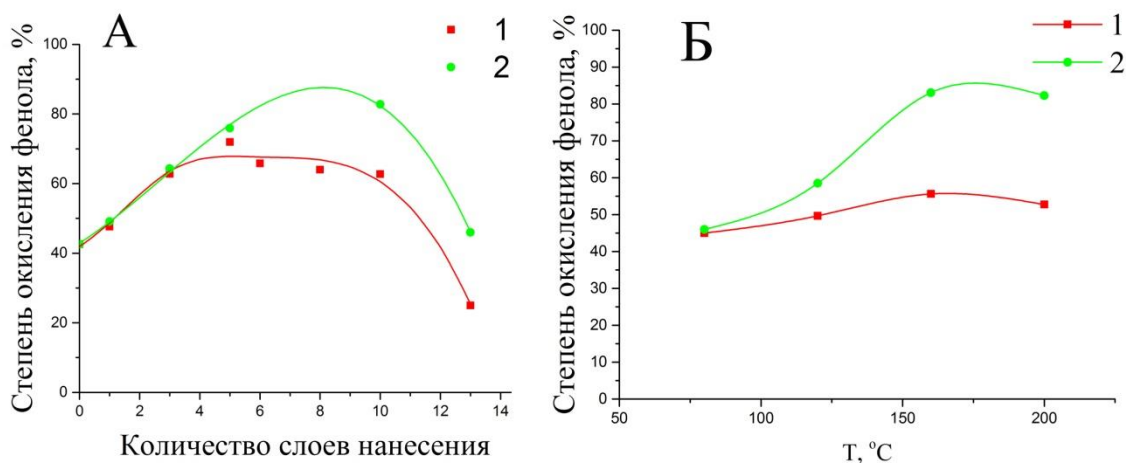 А
1
2
Степень окисления фенола, %
100
80
60
40
20
0
0 2 4 6 8 10 12 14
Количество слоев нанесения
Б
1
2
Степень окисления фенола, %
100
90
80
70
60
50
40
30
20
10
0
50 100 150 200
T, °C